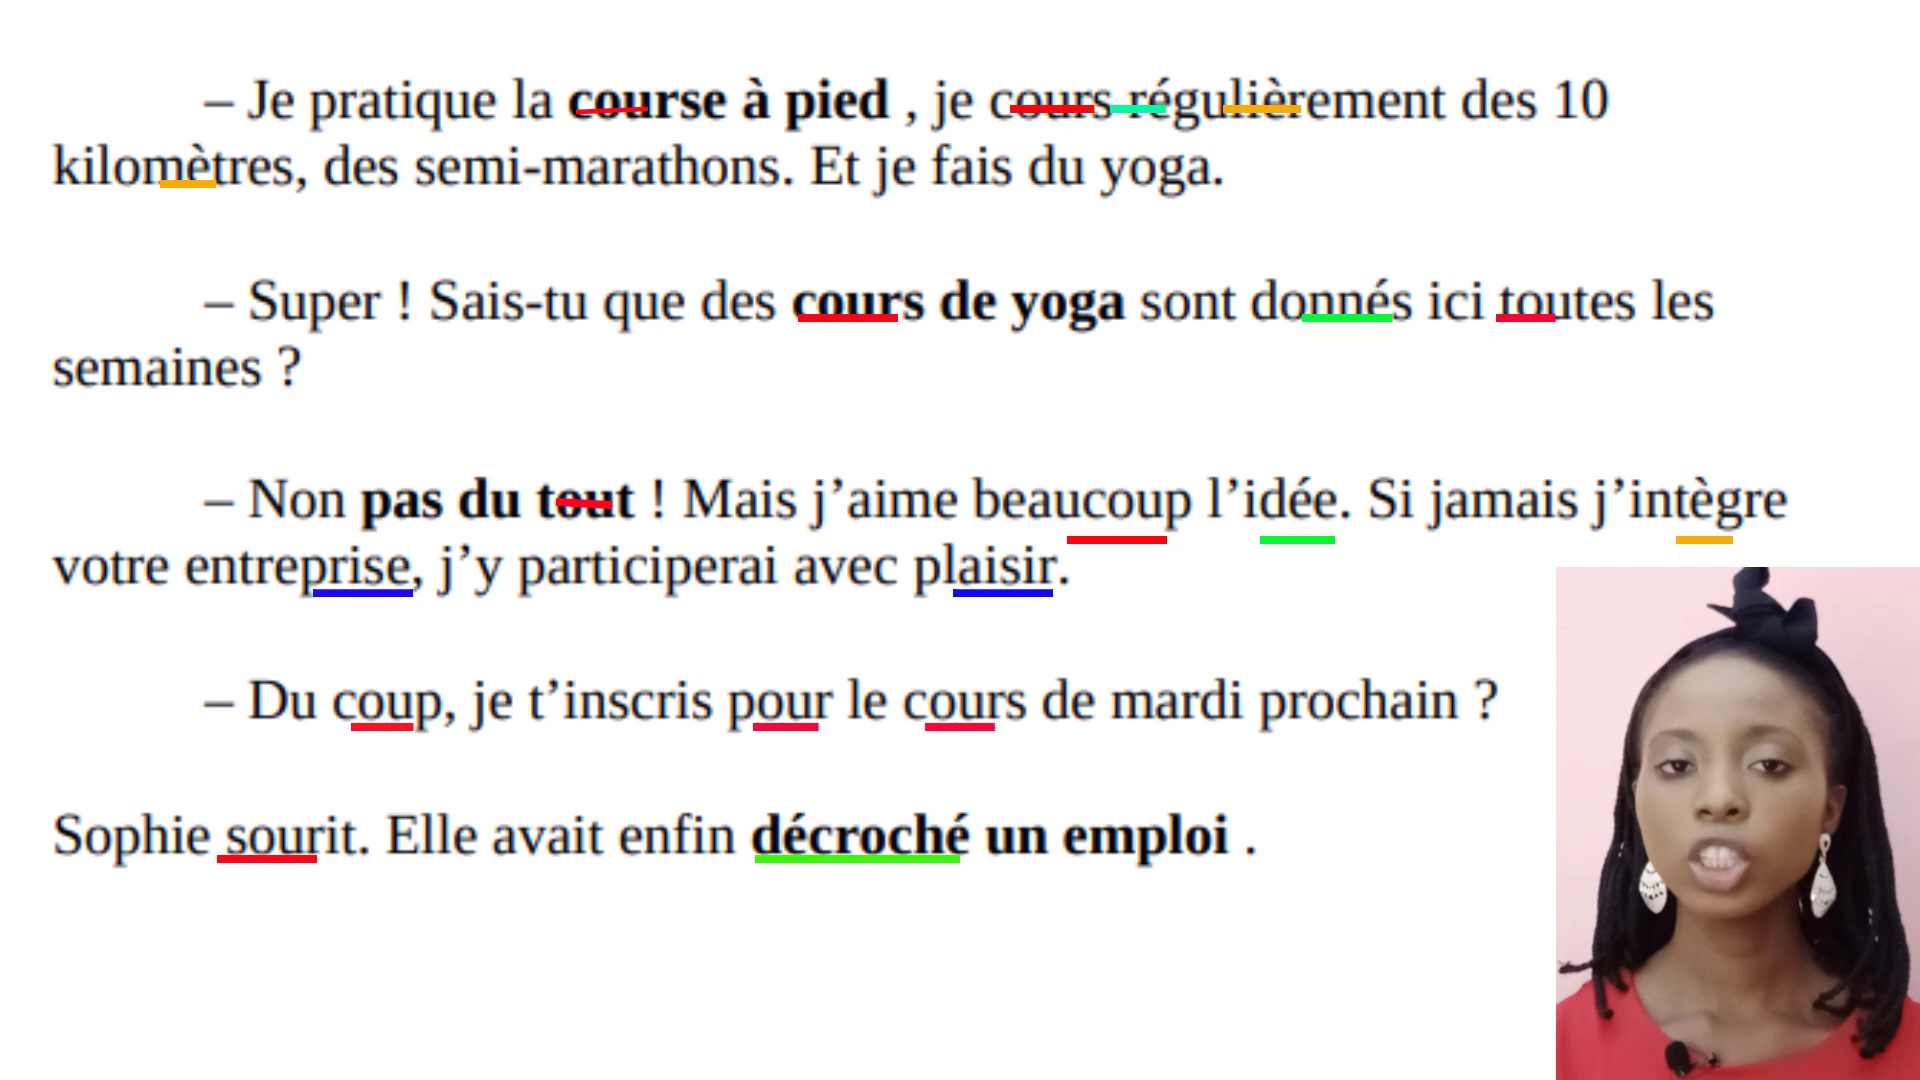 – Je pratique la course à pied , je cours régulièrement des 10
kilomètres, des semi-marathons. Et je fais du yoga.
– Super ! Sais-tu que des cours de yoga sont donnés ici toutes les
semaines ?
– Non pas du tout ! Mais j’aime beaucoup l’idée. Si jamais j’intègre
votre entreprise, j’y participerai avec plaisir.
– Du coup, je t’inscris pour le cours de mardi prochain ?
Sophie sourit. Elle avait enfin décroché un emploi .